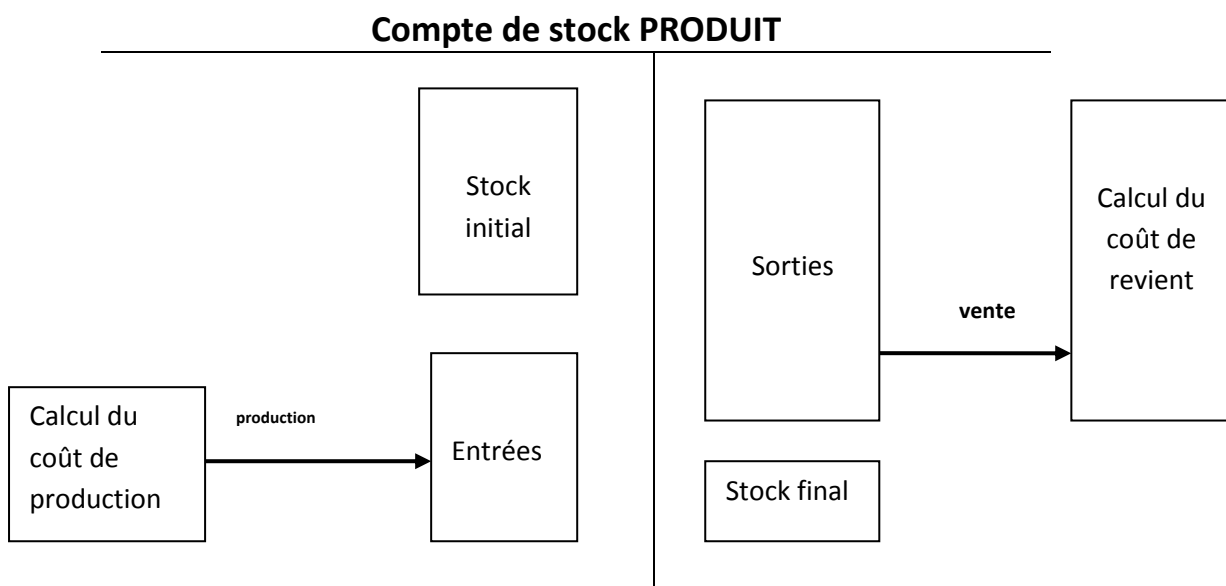 Compte de stock PRODUIT
Stock
initial
Sorties
Calcul du
coût de
revient
vente
Calcul du
coût de
production
production
Entrées
Stock final